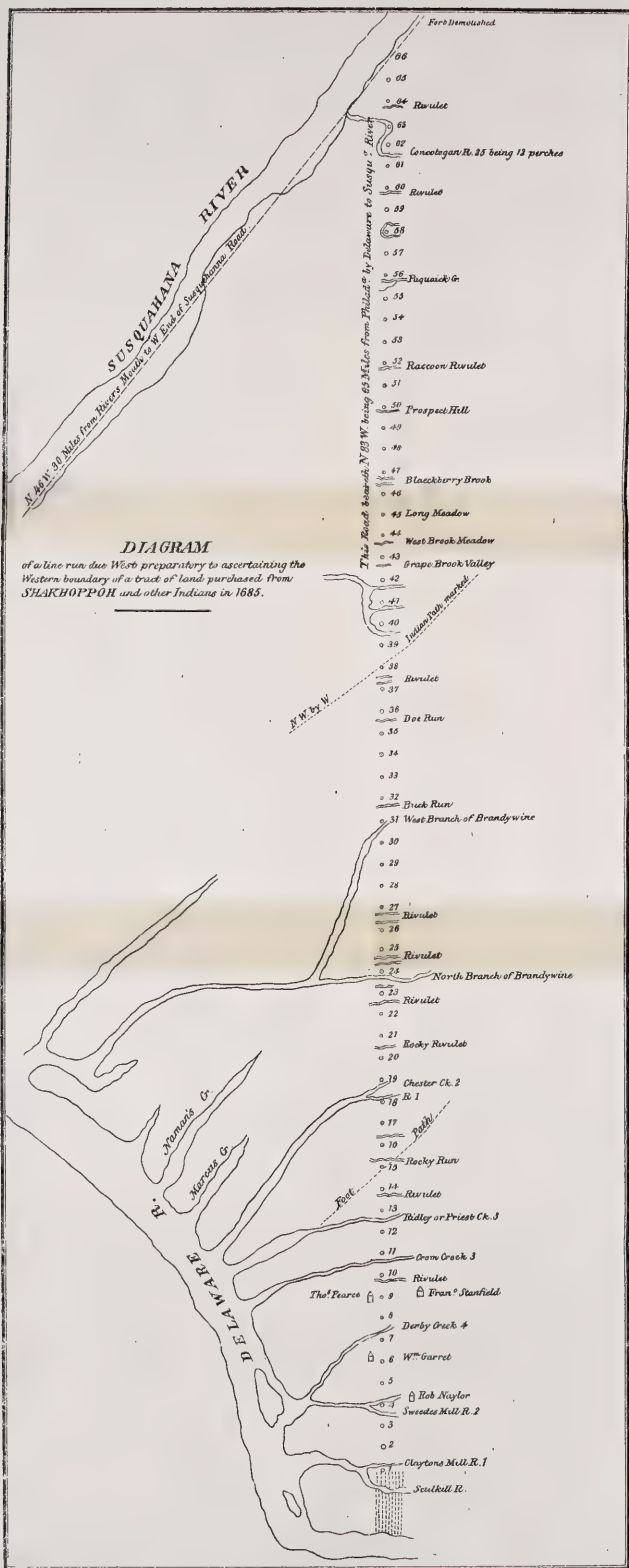 Fort Demolished
66
65
64 Rivulet
63
62
Conestogan R. 25 being 12 perches
61
60
Rivulet
59
58
57
56
Puquaick Gr.
55
54
53
52
Raccoon Rivulet
51
50
Prospect Hill
49
48
47
Blackberry Brook
46
45 Long Meadow
44
West Brook Meadow
43
Grape Brook Valley
42
41
40
39
38
Rivulet
37
36
Doe Run
35
34
33
32
Buck Run
31 West Branch of Brandywine
30
29
28
27
Rivulet
26
25
Rivulet
24
North Branch of Brandywine
23
Rivulet
22
21
Rocky Rivulet
20
19 Chester Ck. 2
R 1
18
17
16
Rocky Run
15
14
Rivulet
13
Ridley or Priest Ck. 3
12
11
Crom Creek 3
10
Rivulet
Thos. Pearce 9 Frans. Stanfield
8
Derby Creek 4
7
6 Wm. Garret
5
Rob Naylor
4
Sweedes Mill R. 2
3
2
Claytons Mill R. 1
1
Sculkill R.
SUSQUAHANA RIVER
N 46 W. 30 Miles from Rivers Mouth to W End of Susquahanna Road
This Road beareth N 83 W. being 65 Miles from Philada. by Delaware to Susqua. River
DIAGRAM
of a line run due West preparatory to ascertaining the
Western boundary of a tract of land purchased from
SHAKHOPPOH and other Indians in 1685.
N W. by W
Indian Path marked
Naman's Cr.
Marcus Cr.
Feet Path
DELAWARE R.